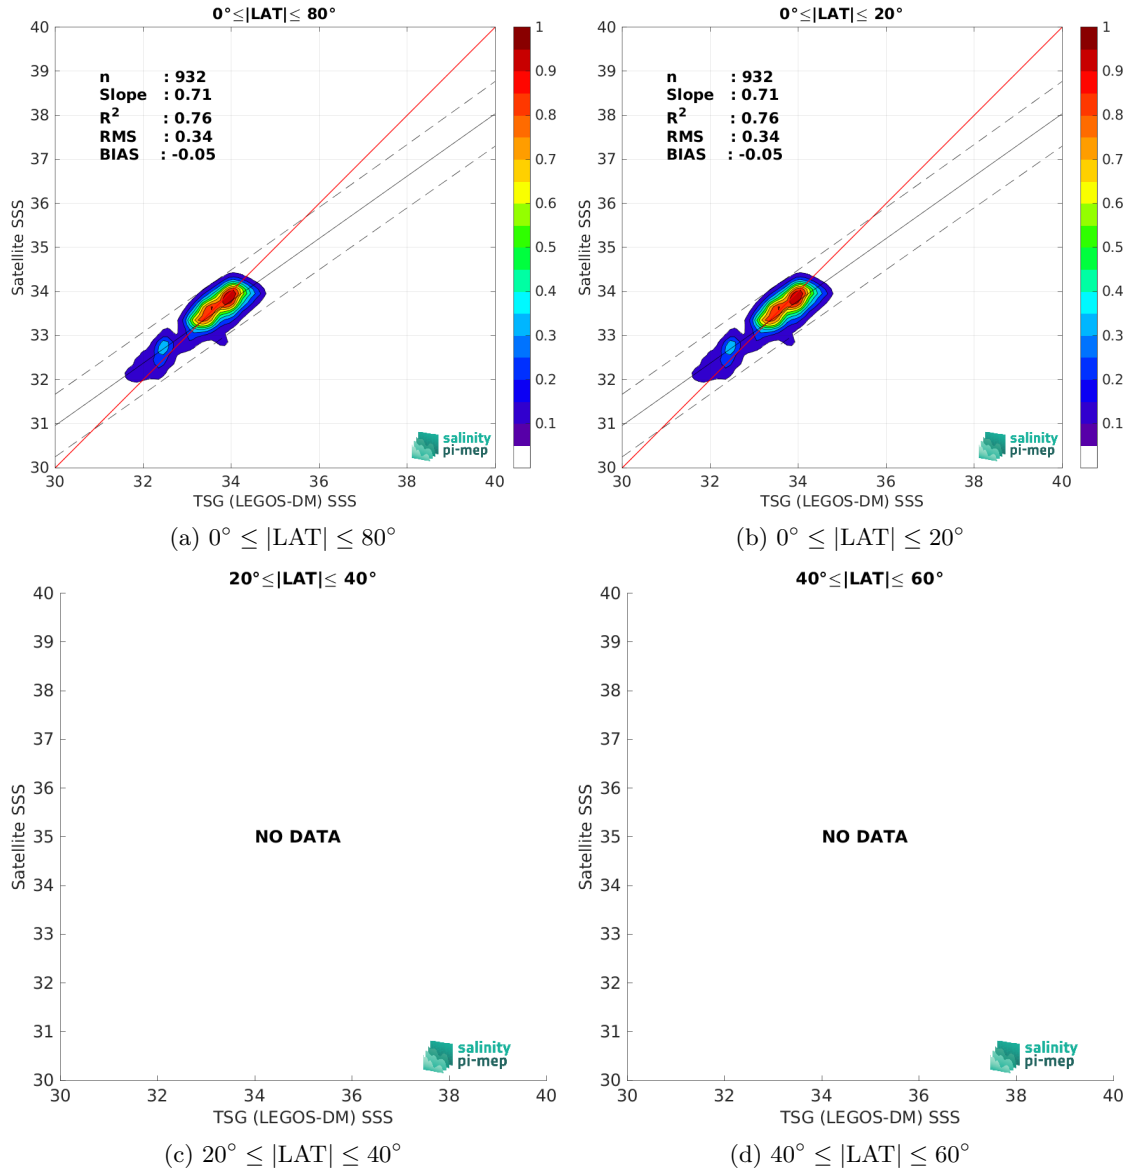 0°≤|LAT|≤ 80°
40
39
38
37
36
35
34
33
32
31
30
Satellite SSS
n : 932
Slope : 0.71
R² : 0.76
RMS : 0.34
BIAS : -0.05
salinity
pi-mep
30 32 34 36 38 40
TSG (LEGOS-DM) SSS
1
0.9
0.8
0.7
0.6
0.5
0.4
0.3
0.2
0.1
(a) 0° ≤ |LAT| ≤ 80°
0°≤|LAT|≤ 20°
40
39
38
37
36
35
34
33
32
31
30
Satellite SSS
n : 932
Slope : 0.71
R² : 0.76
RMS : 0.34
BIAS : -0.05
salinity
pi-mep
30 32 34 36 38 40
TSG (LEGOS-DM) SSS
1
0.9
0.8
0.7
0.6
0.5
0.4
0.3
0.2
0.1
(b) 0° ≤ |LAT| ≤ 20°
20°≤|LAT|≤ 40°
40
39
38
37
36
35
34
33
32
31
30
Satellite SSS
NO DATA
salinity
pi-mep
30 32 34 36 38 40
TSG (LEGOS-DM) SSS
(c) 20° ≤ |LAT| ≤ 40°
40°≤|LAT|≤ 60°
40
39
38
37
36
35
34
33
32
31
30
Satellite SSS
NO DATA
salinity
pi-mep
30 32 34 36 38 40
TSG (LEGOS-DM) SSS
(d) 40° ≤ |LAT| ≤ 60°